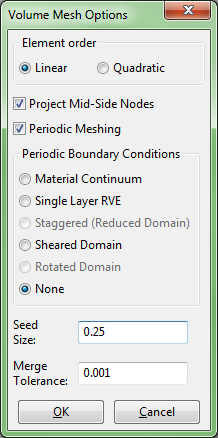 Volume Mesh Options
Element order
Linear Quadratic
Project Mid-Side Nodes
Periodic Meshing
Periodic Boundary Conditions
Material Continuum
Single Layer RVE
Staggered (Reduced Domain)
Sheared Domain
Rotated Domain
None
Seed
Size: 0.25
Merge
Tolerance: 0.001
OK Cancel